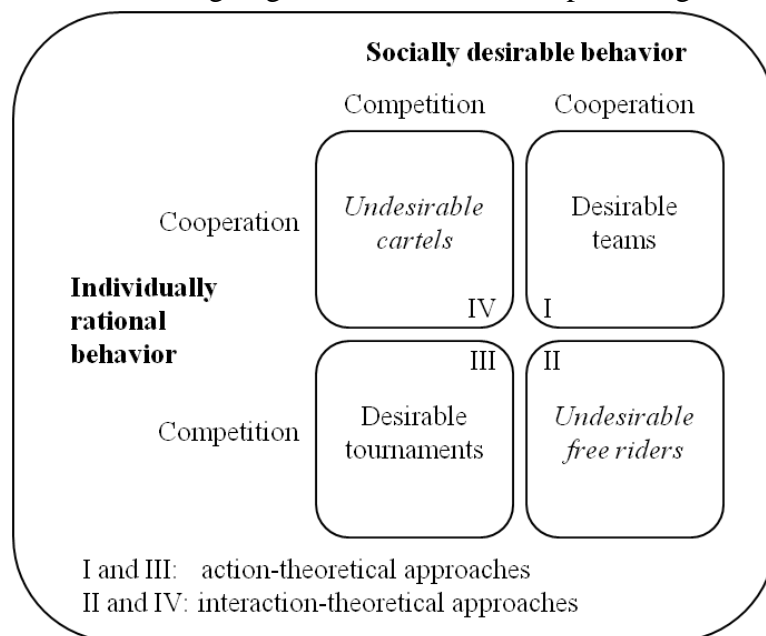 Socially desirable behavior
Competition Cooperation
Cooperation
Undesirable
cartels
IV
Desirable
teams
I
Individually
rational
behavior
Competition
III
Desirable
tournaments
II
Undesirable
free riders
I and III: action-theoretical approaches
II and IV: interaction-theoretical approaches